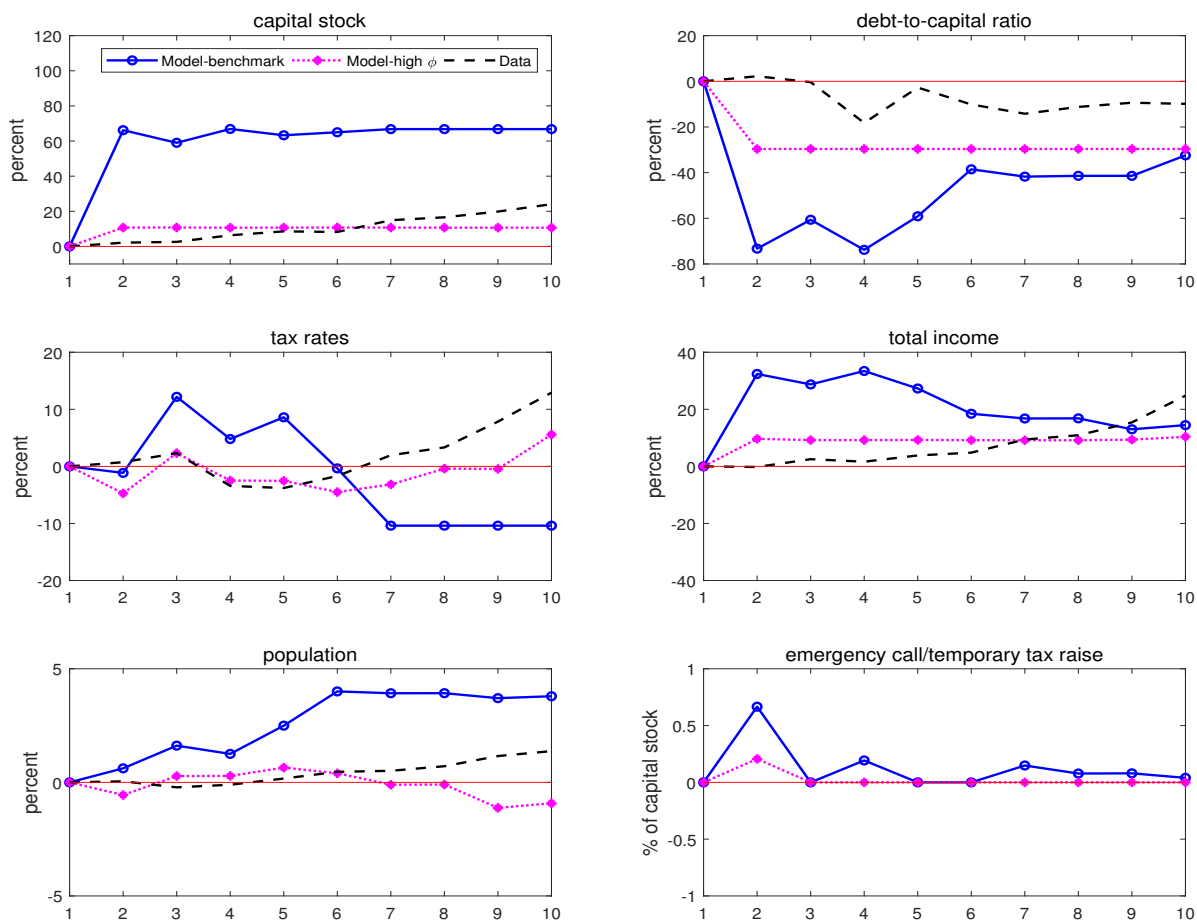 capital stock
120
100
80
60
40
20
0
percent
Model-benchmark Model-high ϕ Data
1 2 3 4 5 6 7 8 9 10
debt-to-capital ratio
20
0
-20
-40
-60
-80
percent
1 2 3 4 5 6 7 8 9 10
tax rates
20
10
0
-10
-20
percent
1 2 3 4 5 6 7 8 9 10
total income
40
20
0
-20
-40
percent
1 2 3 4 5 6 7 8 9 10
population
5
0
-5
percent
1 2 3 4 5 6 7 8 9 10
emergency call/temporary tax raise
1
0.5
0
-0.5
-1
% of capital stock
1 2 3 4 5 6 7 8 9 10